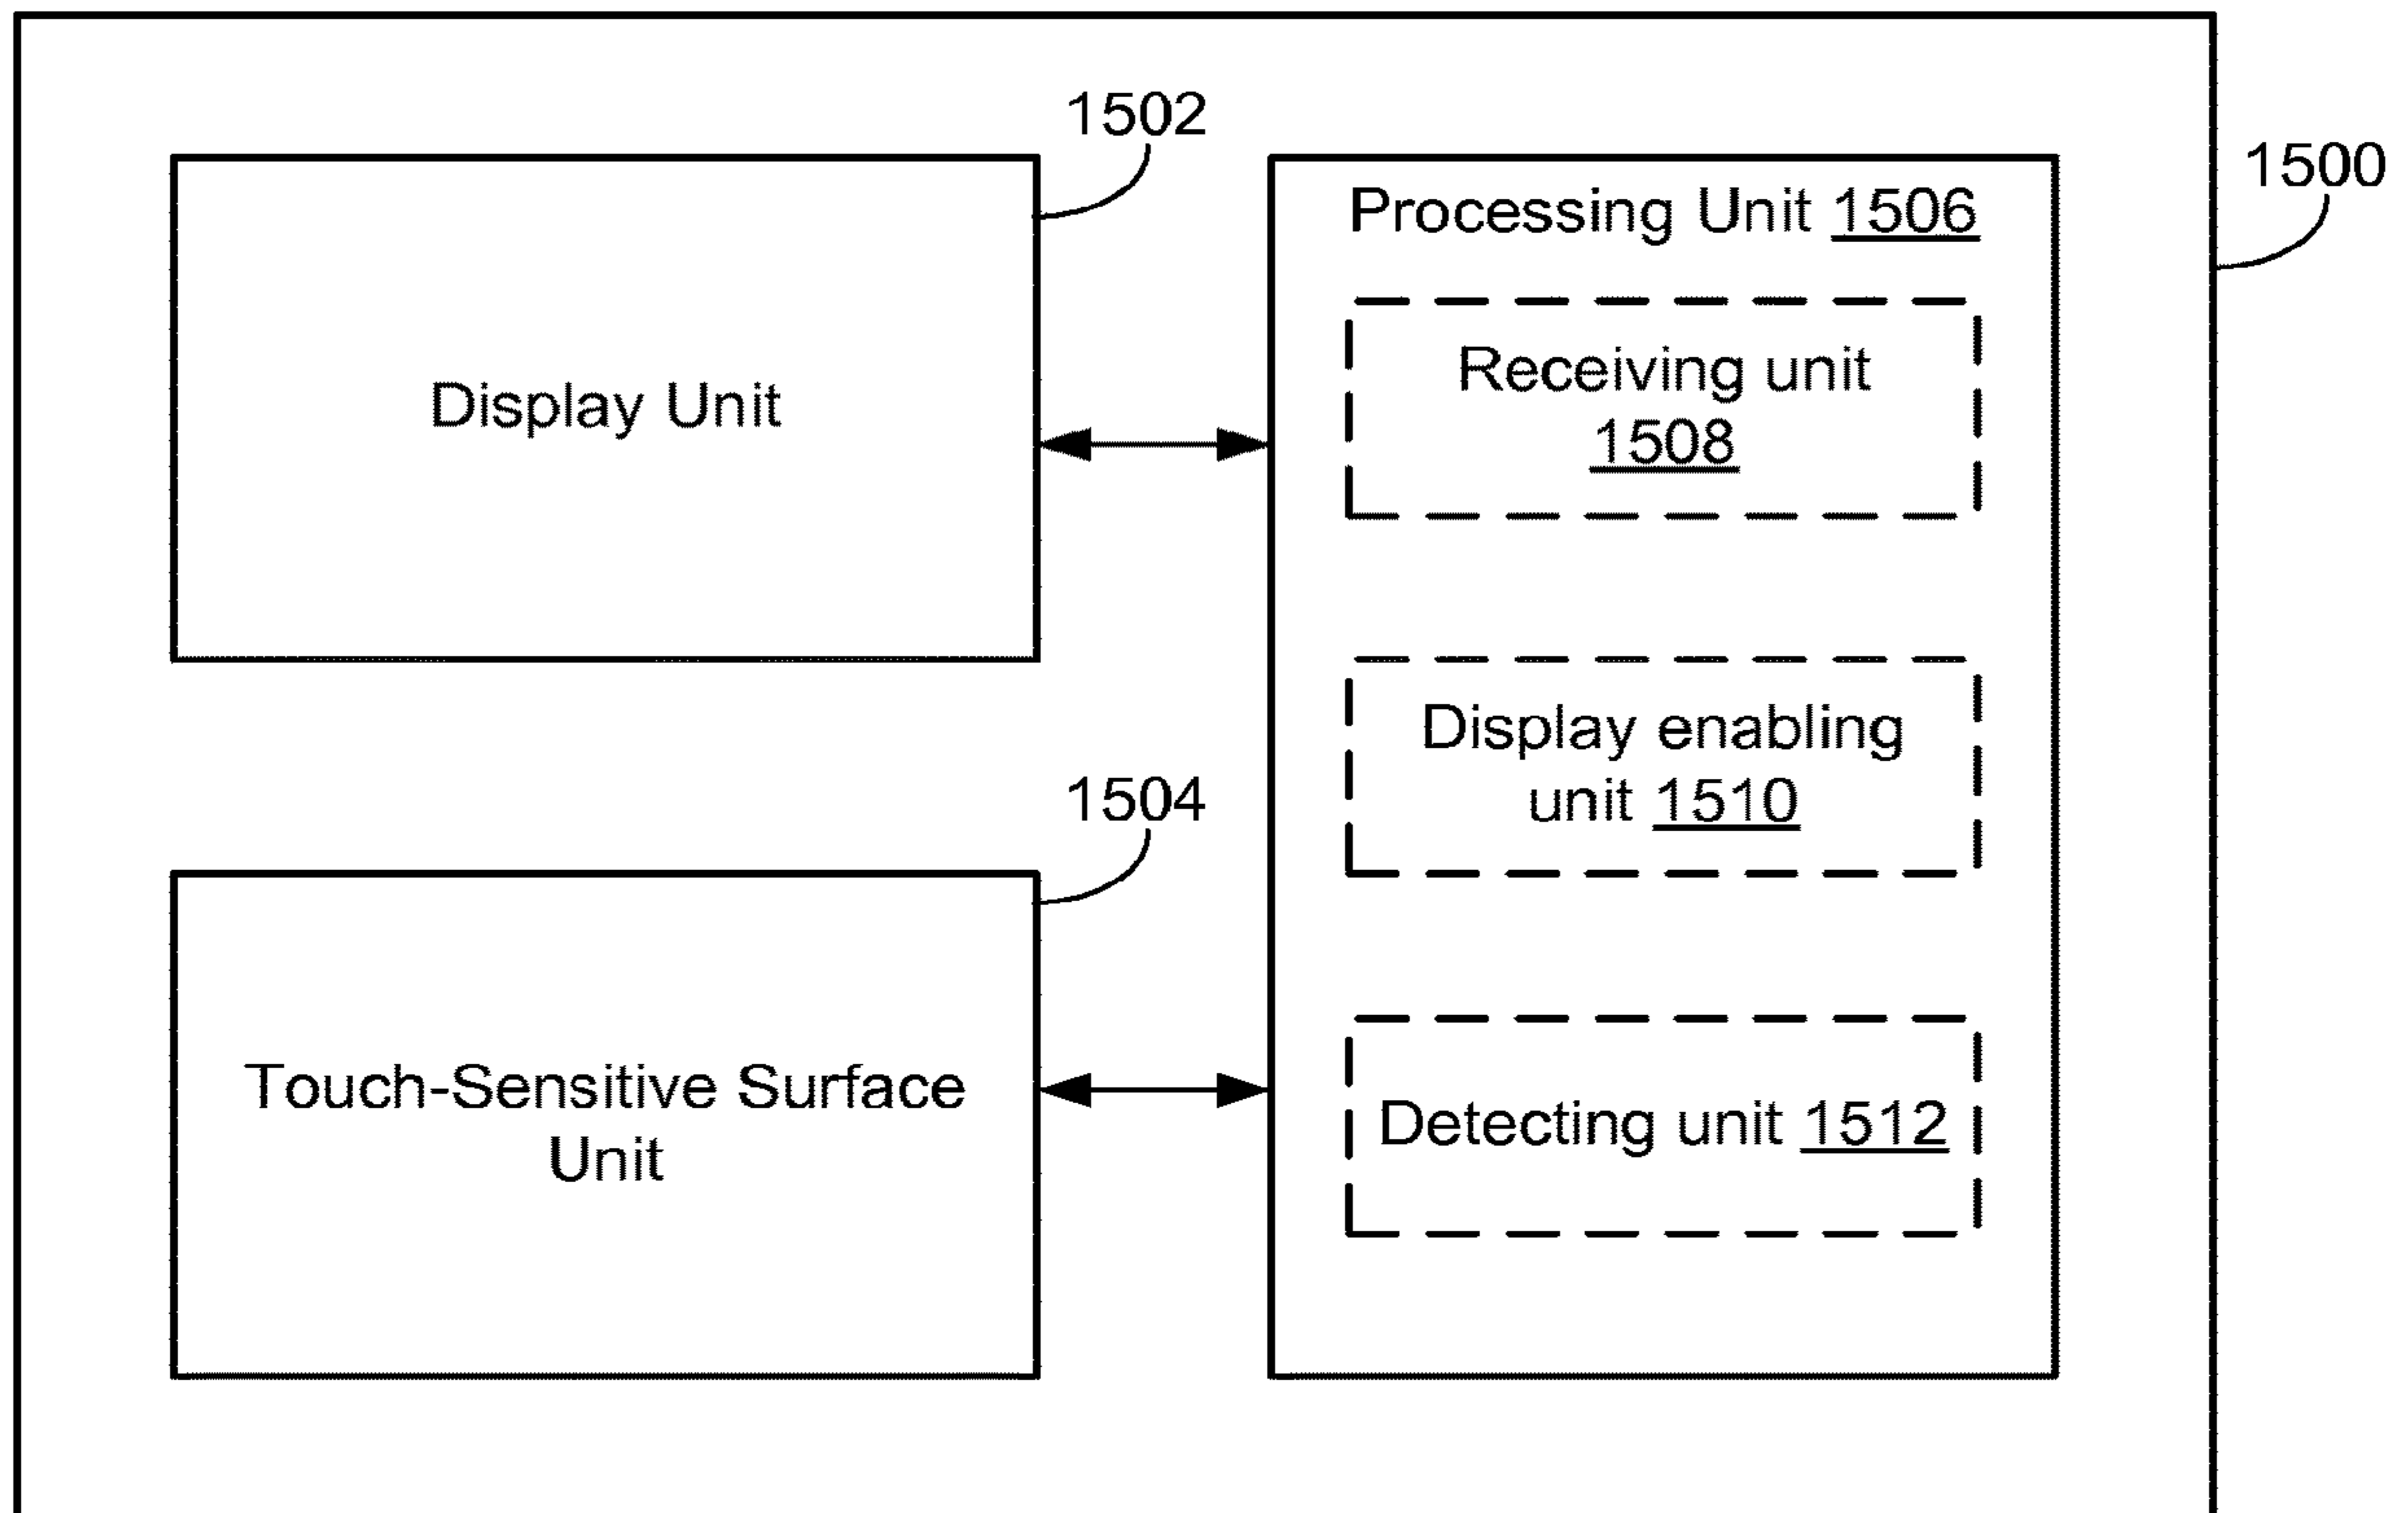 1502
Display Unit
1504
Touch-Sensitive Surface
Unit
Processing Unit 1506
Receiving unit
1508
Display enabling
unit 1510
Detecting unit 1512
1500